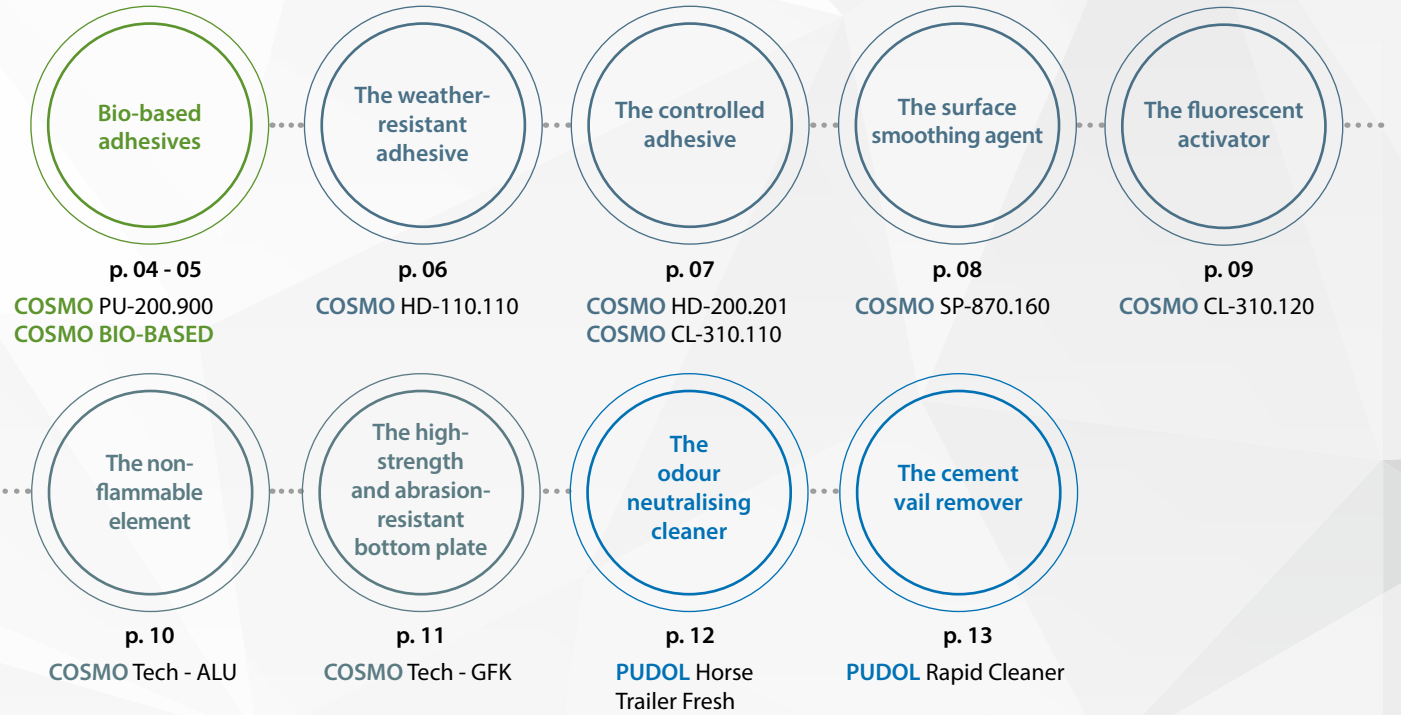 Bio-based
adhesives
p. 04 - 05
COSMO PU-200.900
COSMO BIO-BASED
The weather-
resistant
adhesive
p. 06
COSMO HD-110.110
The controlled
adhesive
p. 07
COSMO HD-200.201
COSMO CL-310.110
The surface
smoothing agent
p. 08
COSMO SP-870.160
The fluorescent
activator
p. 09
COSMO CL-310.120
The non-
flammable
element
p. 10
COSMO Tech - ALU
The high-
strength
and abrasion-
resistant
bottom plate
p. 11
COSMO Tech - GFK
The
odour
neutralising
cleaner
p. 12
PUDOL Horse
Trailer Fresh
The cement
vail remover
p. 13
PUDOL Rapid Cleaner